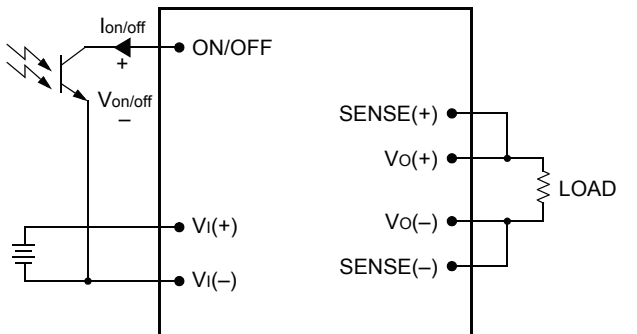 Ion/off
ON/OFF
+
Von/off
–
SENSE(+)
VO(+)
LOAD
VI(+)
VO(–)
VI(–)
SENSE(–)